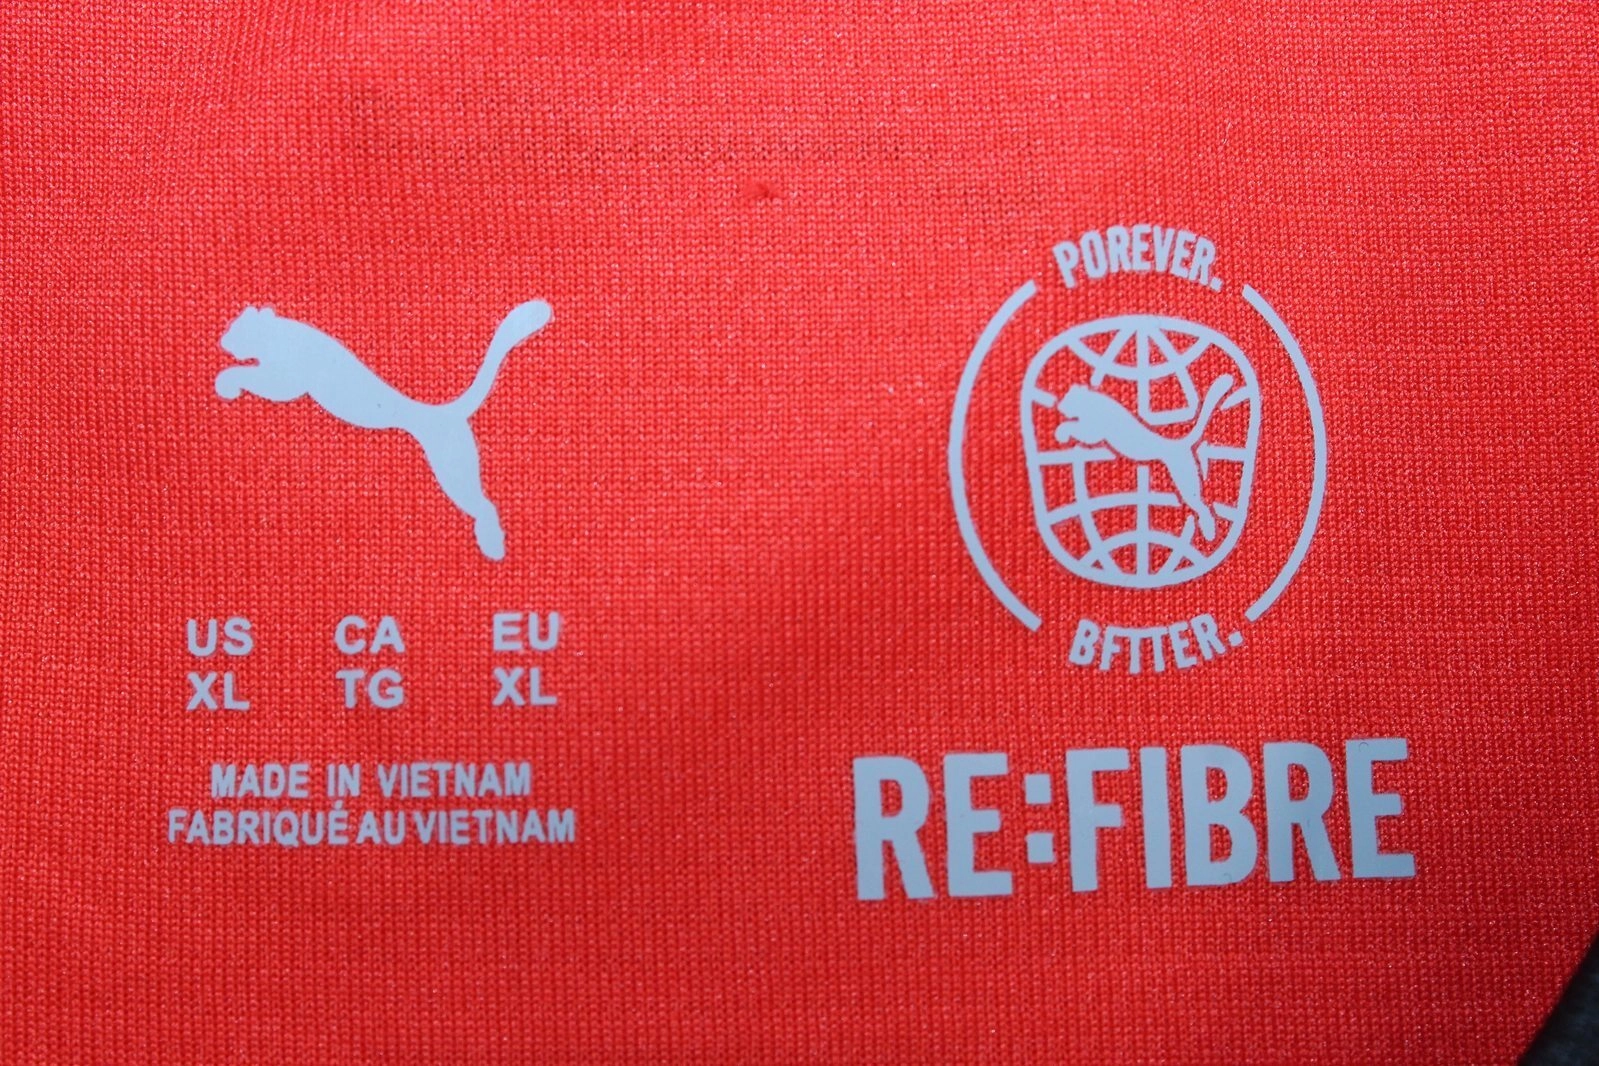 US CA EU
XL TG XL
MADE IN VIETNAM
FABRIQUÉ AU VIETNAM
POREVER.
BFTTER.
RE:FIBRE